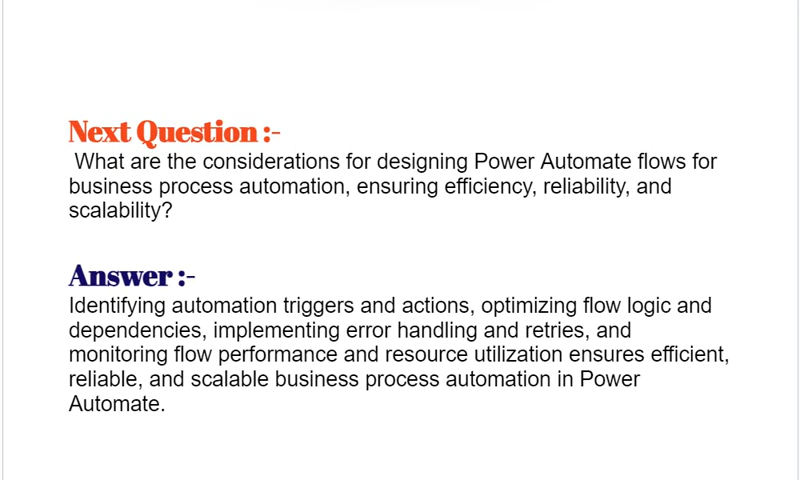 Next Question :-
What are the considerations for designing Power Automate flows for
business process automation, ensuring efficiency, reliability, and
scalability?
Answer :-
Identifying automation triggers and actions, optimizing flow logic and
dependencies, implementing error handling and retries, and
monitoring flow performance and resource utilization ensures efficient,
reliable, and scalable business process automation in Power
Automate.